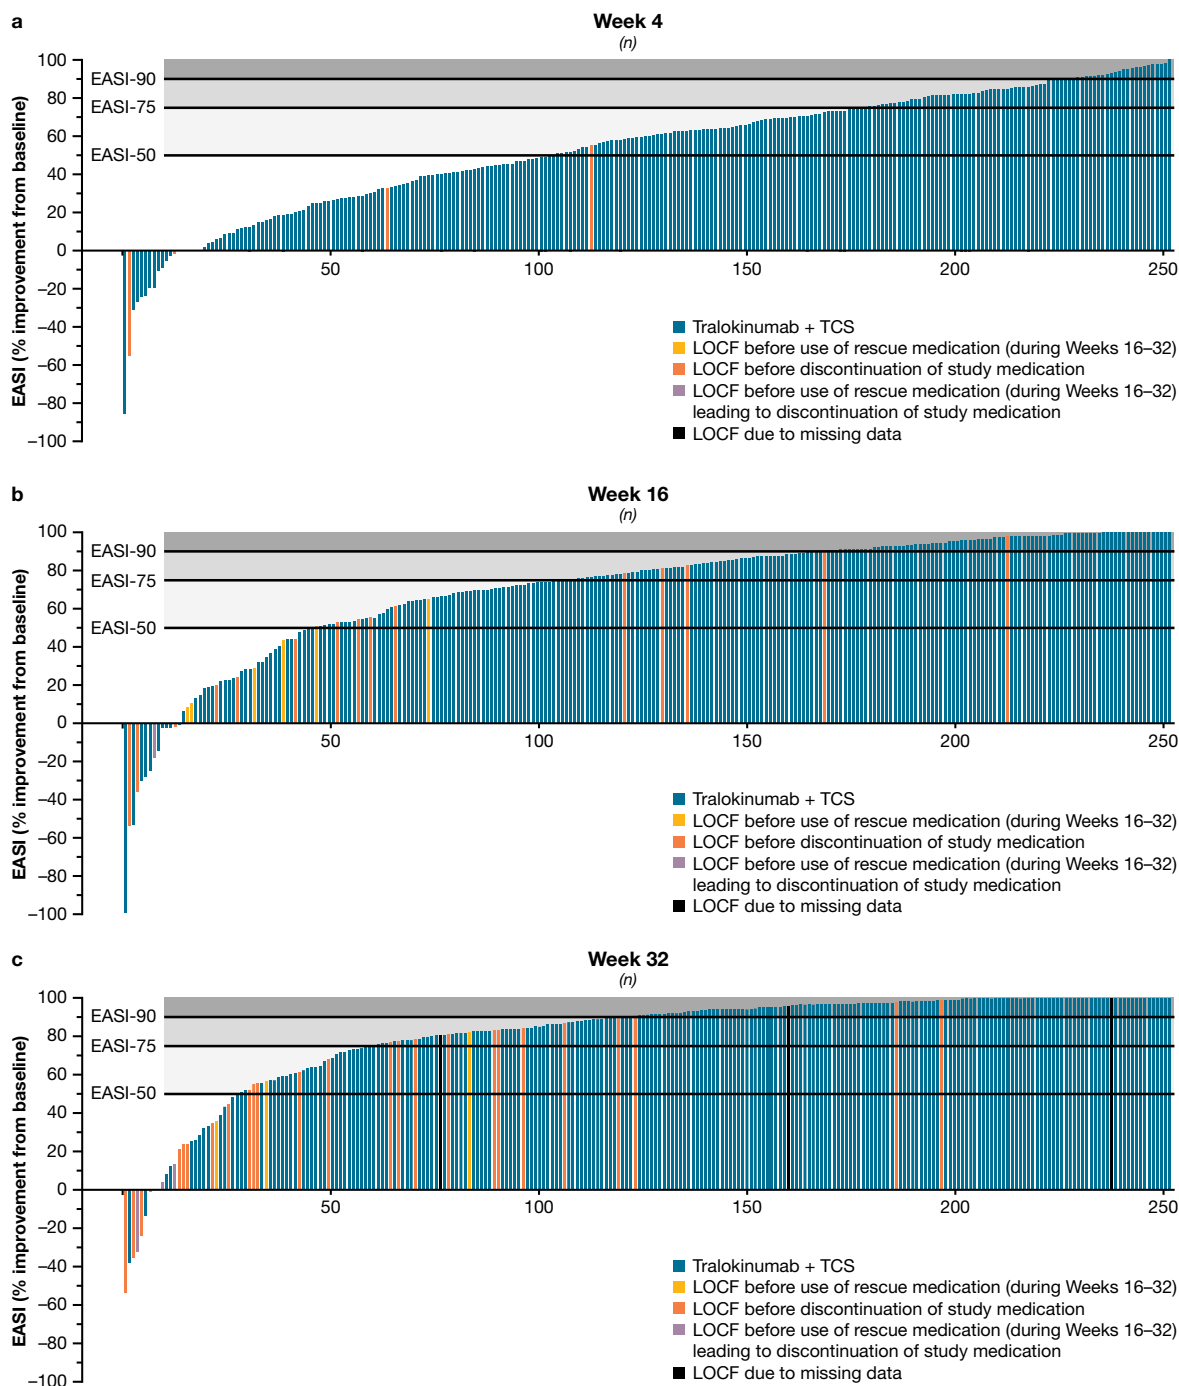 a
Week 4
(n)
EASI (% improvement from baseline)
100
80
60
40
20
0
−20
−40
−60
−80
−100
EASI-90
EASI-75
EASI-50
50
100
150
200
250
Tralokinumab + TCS
LOCF before use of rescue medication (during Weeks 16–32)
LOCF before discontinuation of study medication
LOCF before use of rescue medication (during Weeks 16–32)
leading to discontinuation of study medication
LOCF due to missing data
b
Week 16
(n)
EASI (% improvement from baseline)
100
80
60
40
20
0
−20
−40
−60
−80
−100
EASI-90
EASI-75
EASI-50
50
100
150
200
250
Tralokinumab + TCS
LOCF before use of rescue medication (during Weeks 16–32)
LOCF before discontinuation of study medication
LOCF before use of rescue medication (during Weeks 16–32)
leading to discontinuation of study medication
LOCF due to missing data
c
Week 32
(n)
EASI (% improvement from baseline)
100
80
60
40
20
0
−20
−40
−60
−80
−100
EASI-90
EASI-75
EASI-50
50
100
150
200
250
Tralokinumab + TCS
LOCF before use of rescue medication (during Weeks 16–32)
LOCF before discontinuation of study medication
LOCF before use of rescue medication (during Weeks 16–32)
leading to discontinuation of study medication
LOCF due to missing data